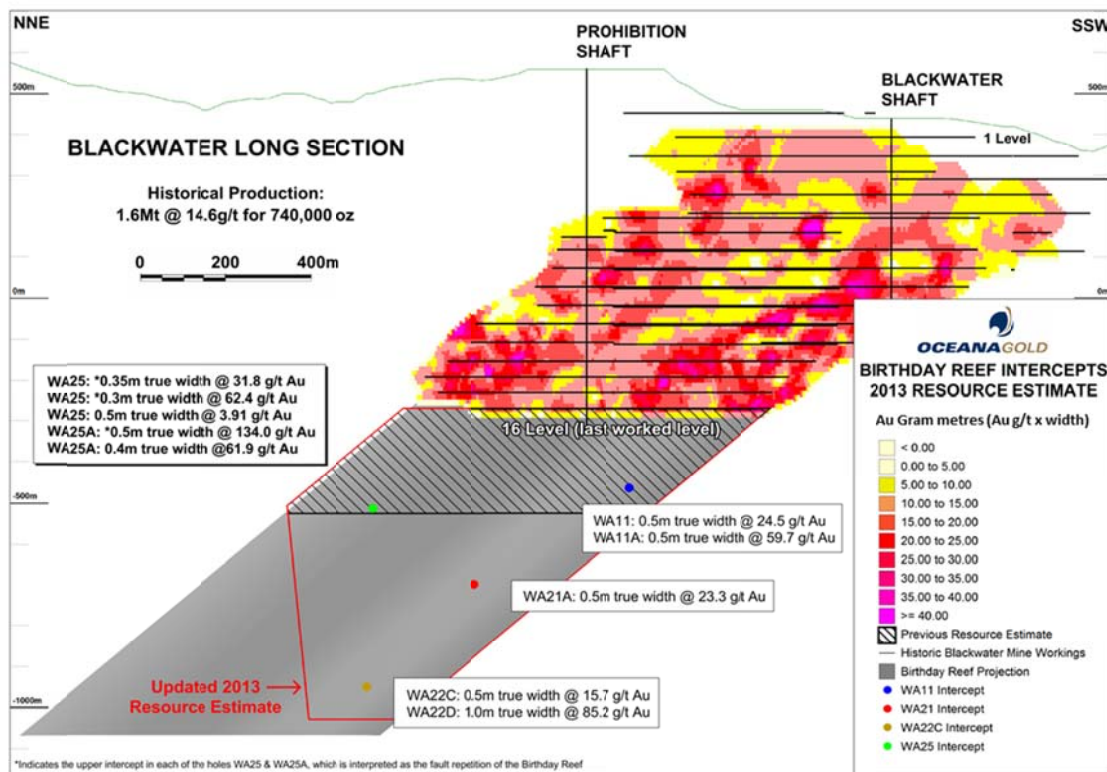 NNE
SSW
PROHIBITION
SHAFT
BLACKWATER
SHAFT
500m
500m
1 Level
BLACKWATER LONG SECTION
Historical Production:
1.6Mt @ 14.6g/t for 740,000 oz
0 200 400m
0m
0m
WA25: *0.35m true width @ 31.8 g/t Au
WA25: *0.3m true width @ 62.4 g/t Au
WA25: 0.5m true width @ 3.91 g/t Au
WA25A: *0.5m true width @ 134.0 g/t Au
WA25A: 0.4m true width @61.9 g/t Au
16 Level (last worked level)
-500m
WA11: 0.5m true width @ 24.5 g/t Au
WA11A: 0.5m true width @ 59.7 g/t Au
WA21A: 0.5m true width @ 23.3 g/t Au
Updated 2013
Resource Estimate
WA22C: 0.5m true width @ 15.7 g/t Au
WA22D: 1.0m true width @ 85.2 g/t Au
-1000m
OCEANAGOLD
BIRTHDAY REEF INTERCEPTS
2013 RESOURCE ESTIMATE
Au Gram metres (Au g/t x width)
< 0.00
0.00 to 5.00
5.00 to 10.00
10.00 to 15.00
15.00 to 20.00
20.00 to 25.00
25.00 to 30.00
30.00 to 35.00
35.00 to 40.00
>= 40.00
Previous Resource Estimate
Historic Blackwater Mine Workings
Birthday Reef Projection
WA11 Intercept
WA21 Intercept
WA22C Intercept
WA25 Intercept
*Indicates the upper intercept in each of the holes WA25 & WA25A, which is interpreted as the fault repetition of the Birthday Reef